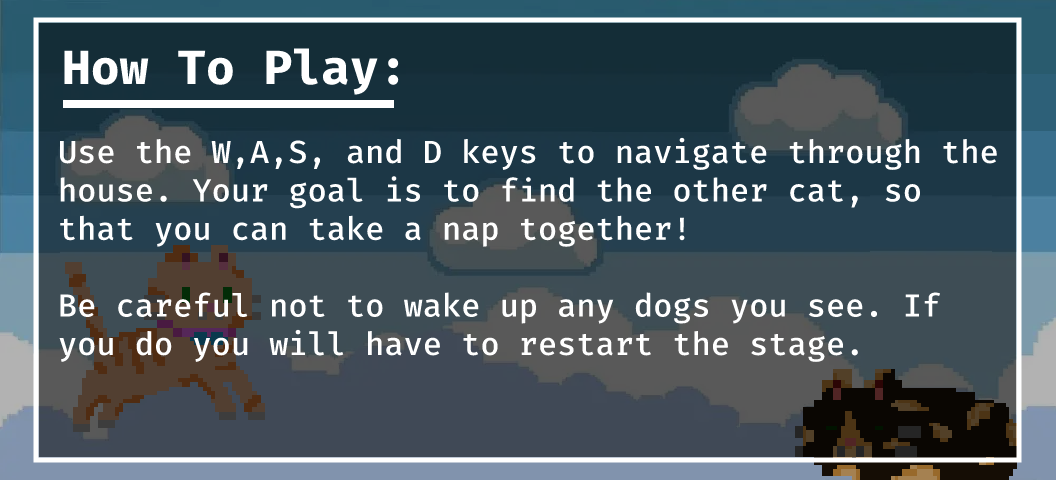 How To Play:
Use the W,A,S, and D keys to navigate through the
house. Your goal is to find the other cat, so
that you can take a nap together!
Be careful not to wake up any dogs you see. If
you do you will have to restart the stage.